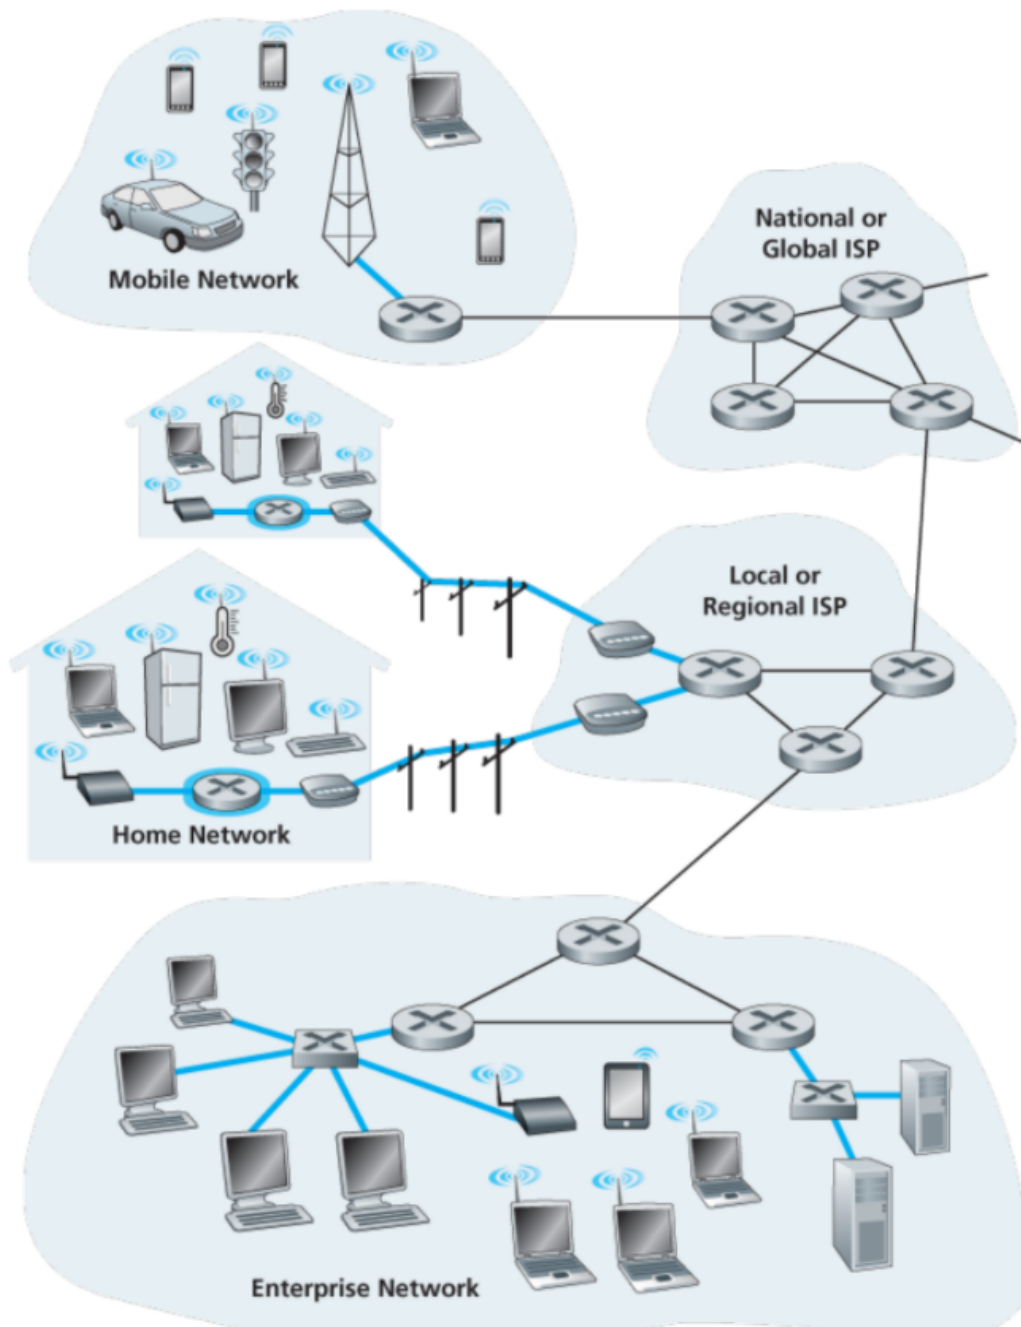 National or
Global ISP
Mobile Network
Local or
Regional ISP
Home Network
Enterprise Network